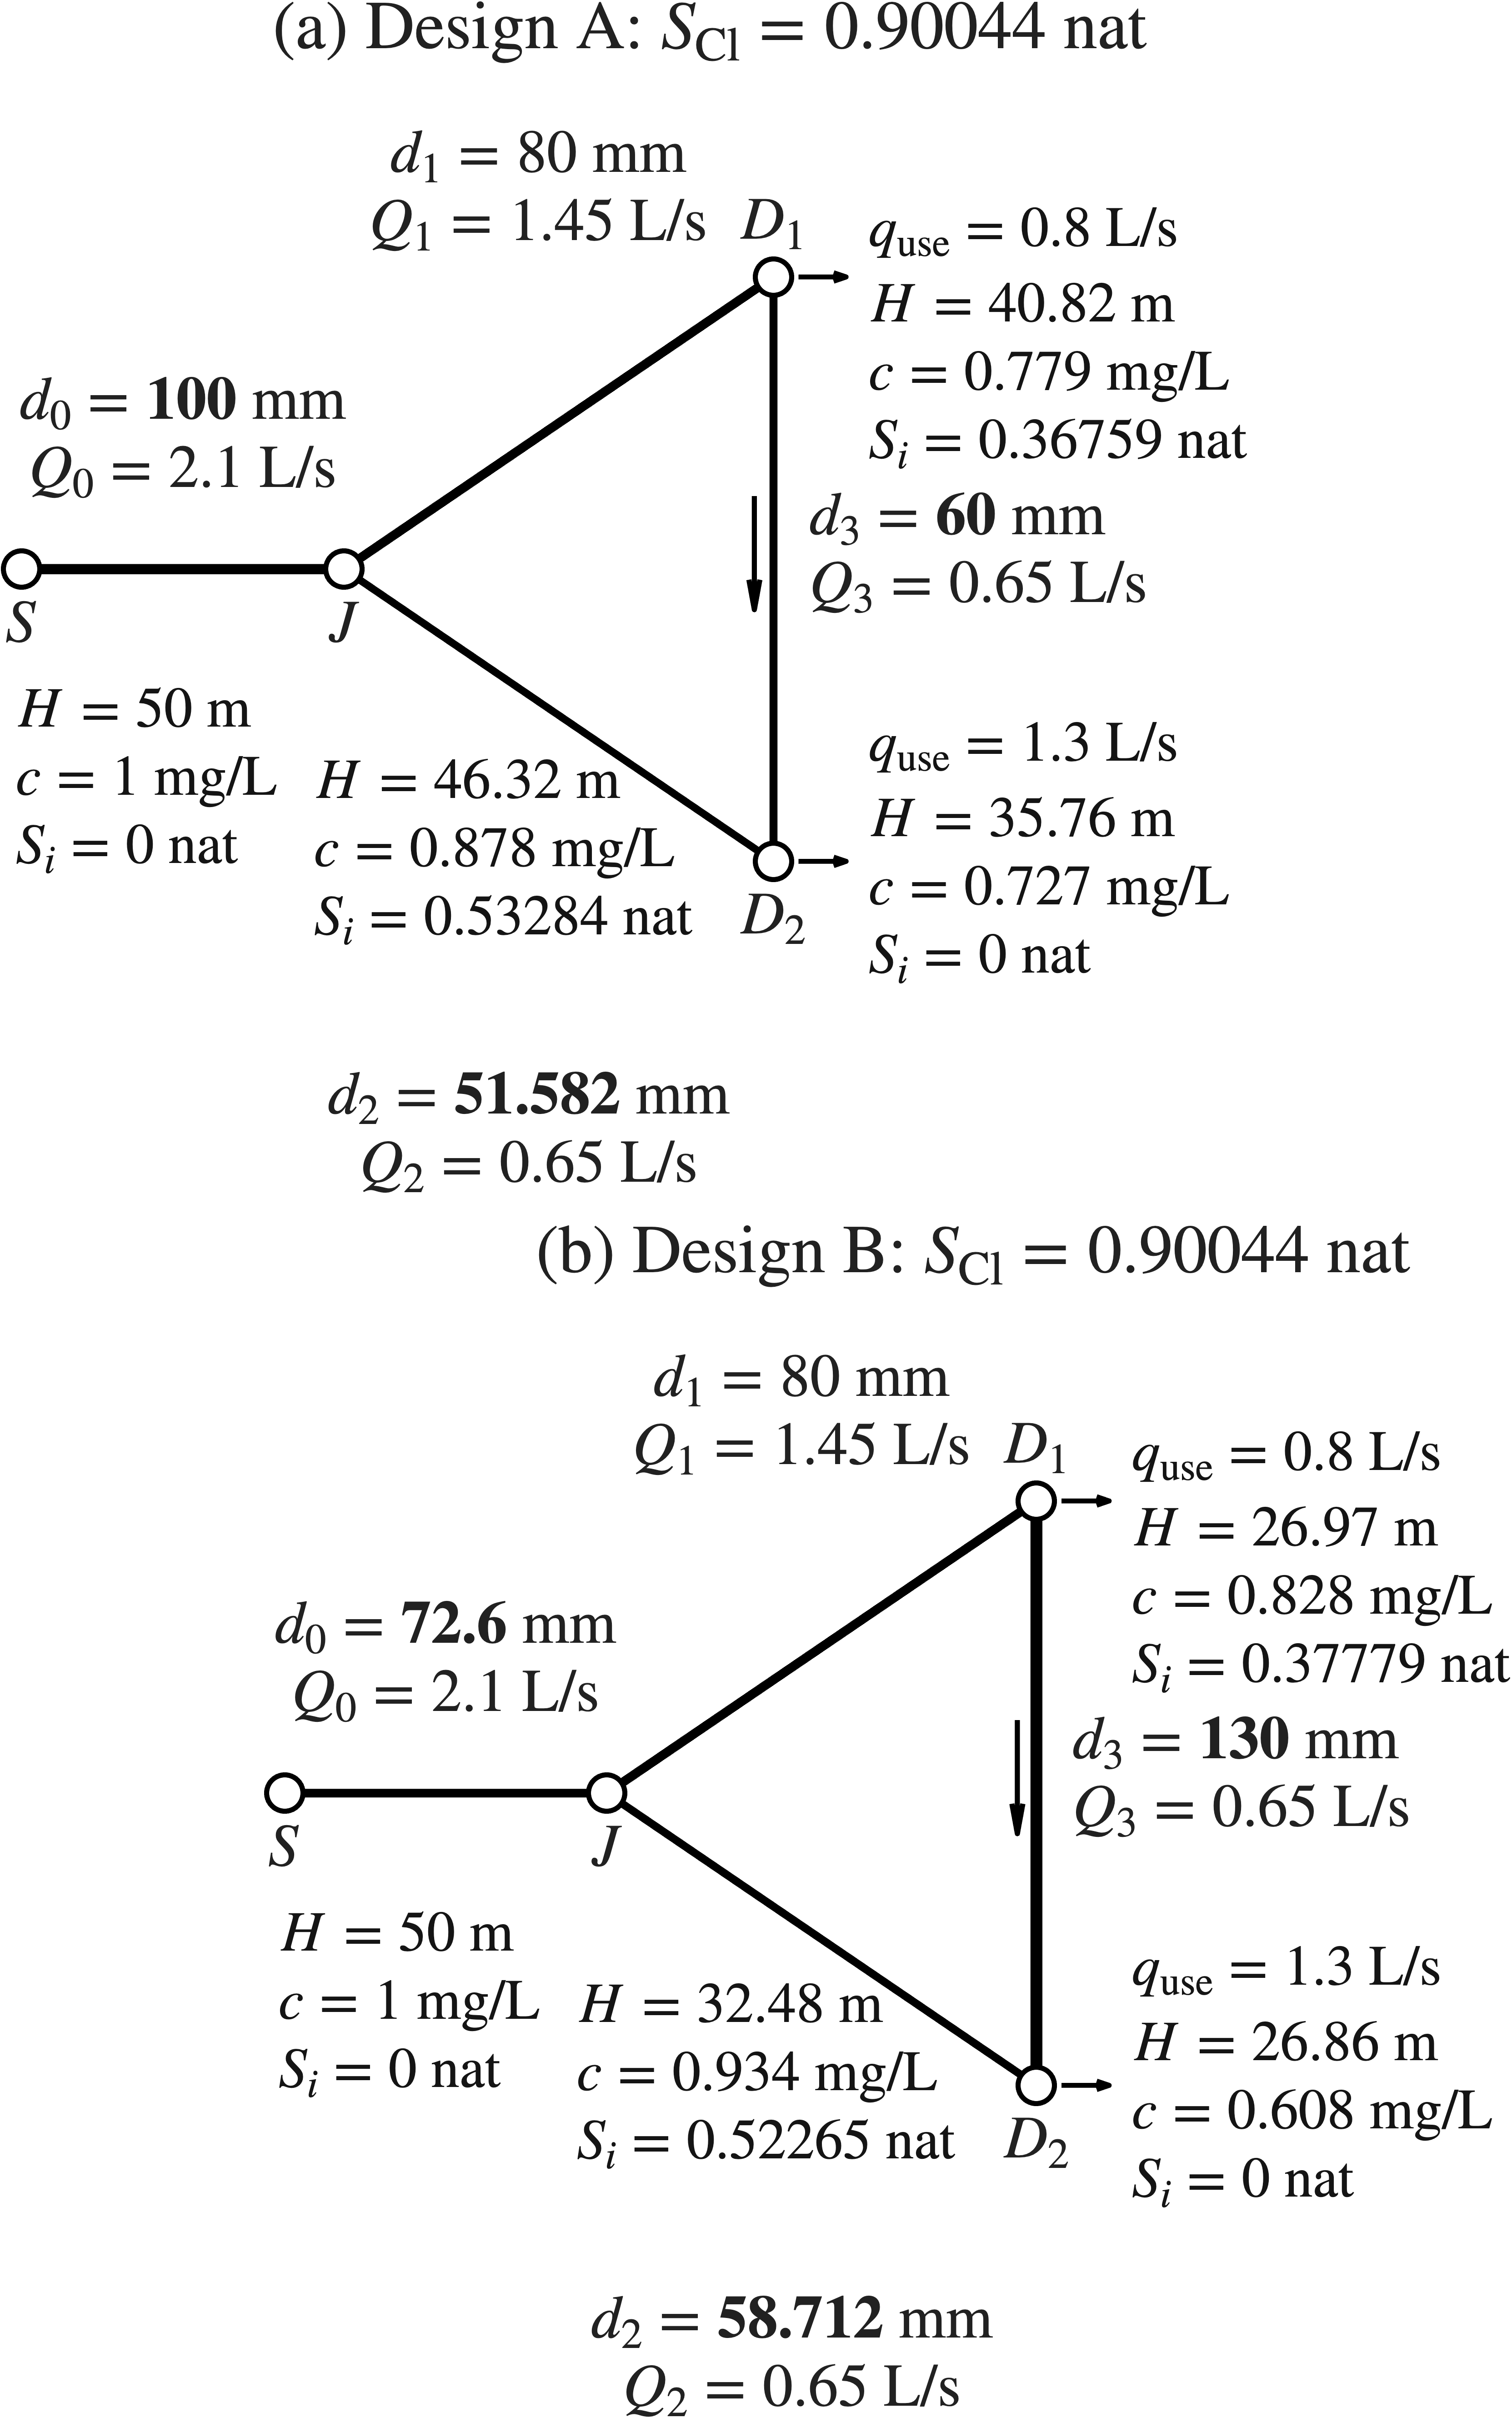 (a) Design A: S_Cl = 0.90044 nat
d_1 = 80 mm
Q_1 = 1.45 L/s
D_1
q_use = 0.8 L/s
H = 40.82 m
c = 0.779 mg/L
S_i = 0.36759 nat
d_0 = 100 mm
Q_0 = 2.1 L/s
d_3 = 60 mm
Q_3 = 0.65 L/s
S
J
H = 50 m
c = 1 mg/L
S_i = 0 nat
H = 46.32 m
c = 0.878 mg/L
S_i = 0.53284 nat
D_2
q_use = 1.3 L/s
H = 35.76 m
c = 0.727 mg/L
S_i = 0 nat
d_2 = 51.582 mm
Q_2 = 0.65 L/s
(b) Design B: S_Cl = 0.90044 nat
d_1 = 80 mm
Q_1 = 1.45 L/s
D_1
q_use = 0.8 L/s
H = 26.97 m
c = 0.828 mg/L
S_i = 0.37779 nat
d_0 = 72.6 mm
Q_0 = 2.1 L/s
d_3 = 130 mm
Q_3 = 0.65 L/s
S
J
H = 50 m
c = 1 mg/L
S_i = 0 nat
H = 32.48 m
c = 0.934 mg/L
S_i = 0.52265 nat
D_2
q_use = 1.3 L/s
H = 26.86 m
c = 0.608 mg/L
S_i = 0 nat
d_2 = 58.712 mm
Q_2 = 0.65 L/s